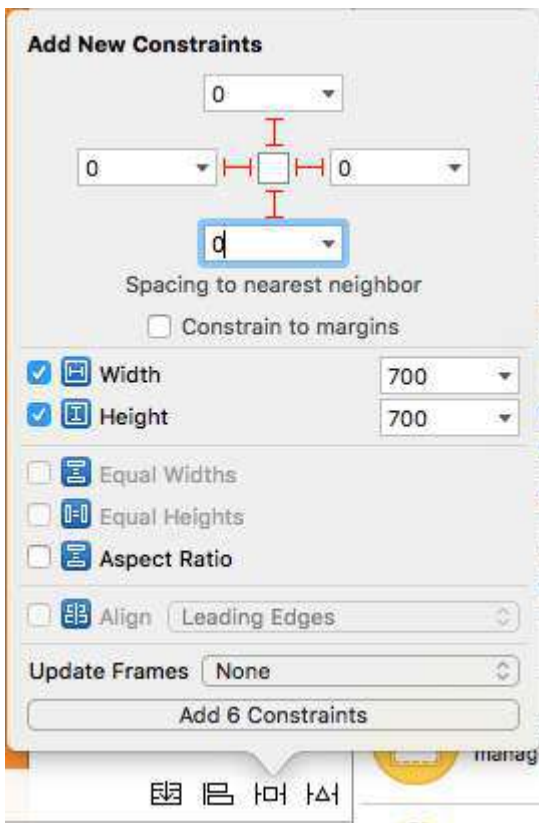 Add New Constraints
0
0 0
0
Spacing to nearest neighbor
Constrain to margins
Width 700
Height 700
Equal Widths
Equal Heights
Aspect Ratio
Align Leading Edges
Update Frames None
Add 6 Constraints
manag